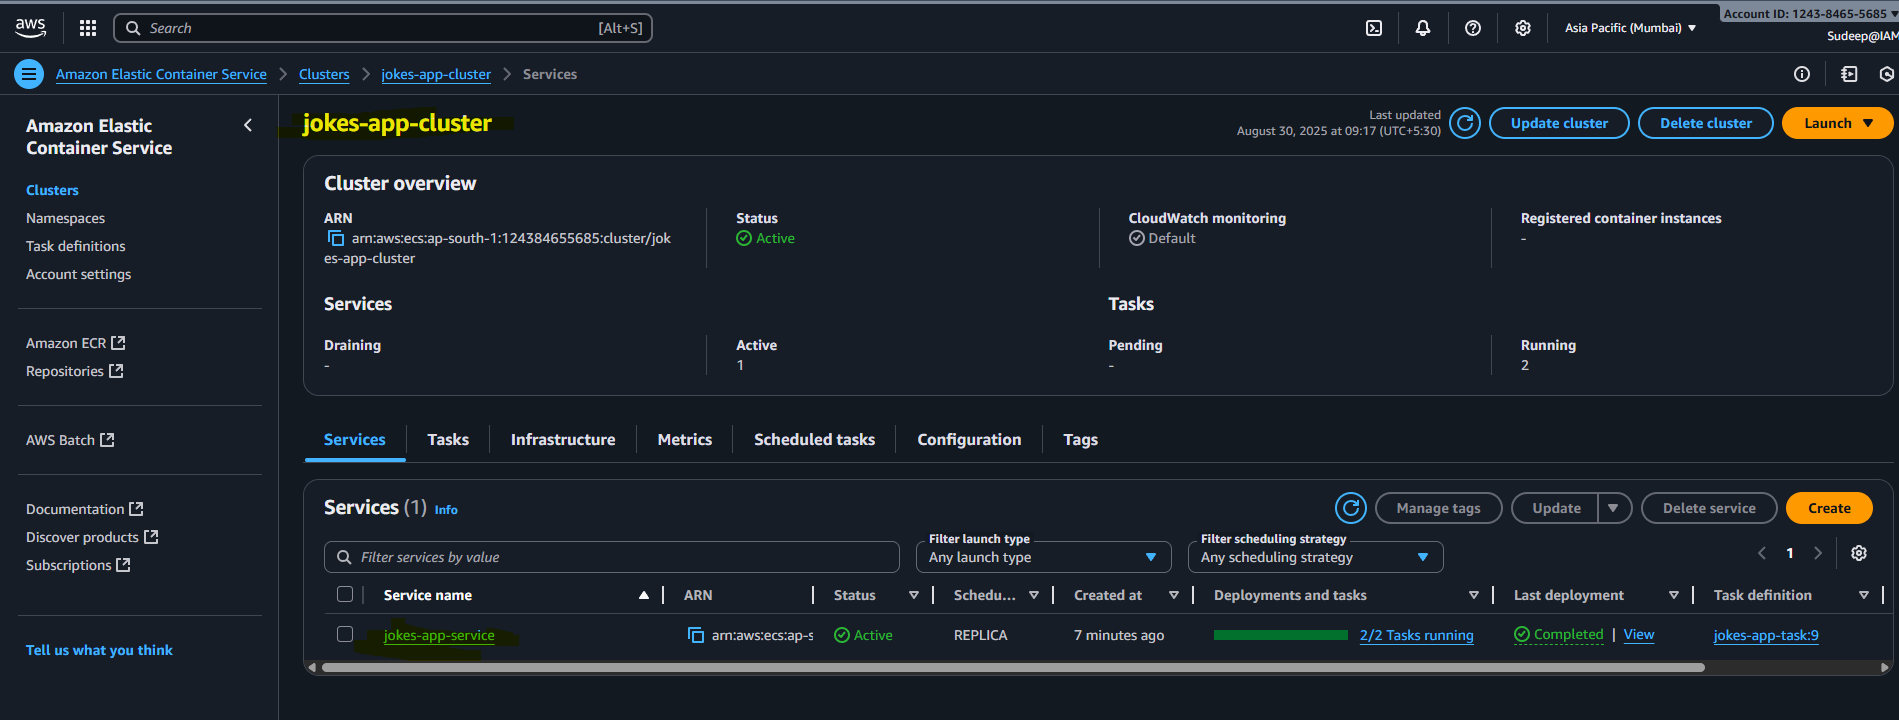 aws
Search
[Alt+S]
Asia Pacific (Mumbai)
Account ID: 1243-8465-5685
Sudeep@IAM
Amazon Elastic Container Service
Clusters
jokes-app-cluster
Services
Amazon Elastic
Container Service
Clusters
Namespaces
Task definitions
Account settings
Amazon ECR
Repositories
AWS Batch
Documentation
Discover products
Subscriptions
Tell us what you think
jokes-app-cluster
Last updated
August 30, 2025 at 09:17 (UTC+5:30)
Update cluster
Delete cluster
Launch
Cluster overview
ARN
arn:aws:ecs:ap-south-1:124384655685:cluster/jok
es-app-cluster
Status
Active
CloudWatch monitoring
Default
Registered container instances
-
Services
Tasks
Draining
-
Active
1
Pending
-
Running
2
Services
Tasks
Infrastructure
Metrics
Scheduled tasks
Configuration
Tags
Services (1) Info
Manage tags
Update
Delete service
Create
Filter services by value
Filter launch type
Any launch type
Filter scheduling strategy
Any scheduling strategy
1
Service name
ARN
Status
Schedu...
Created at
Deployments and tasks
Last deployment
Task definition
jokes-app-service
arn:aws:ecs:ap-s
Active
REPLICA
7 minutes ago
2/2 Tasks running
Completed | View
jokes-app-task:9